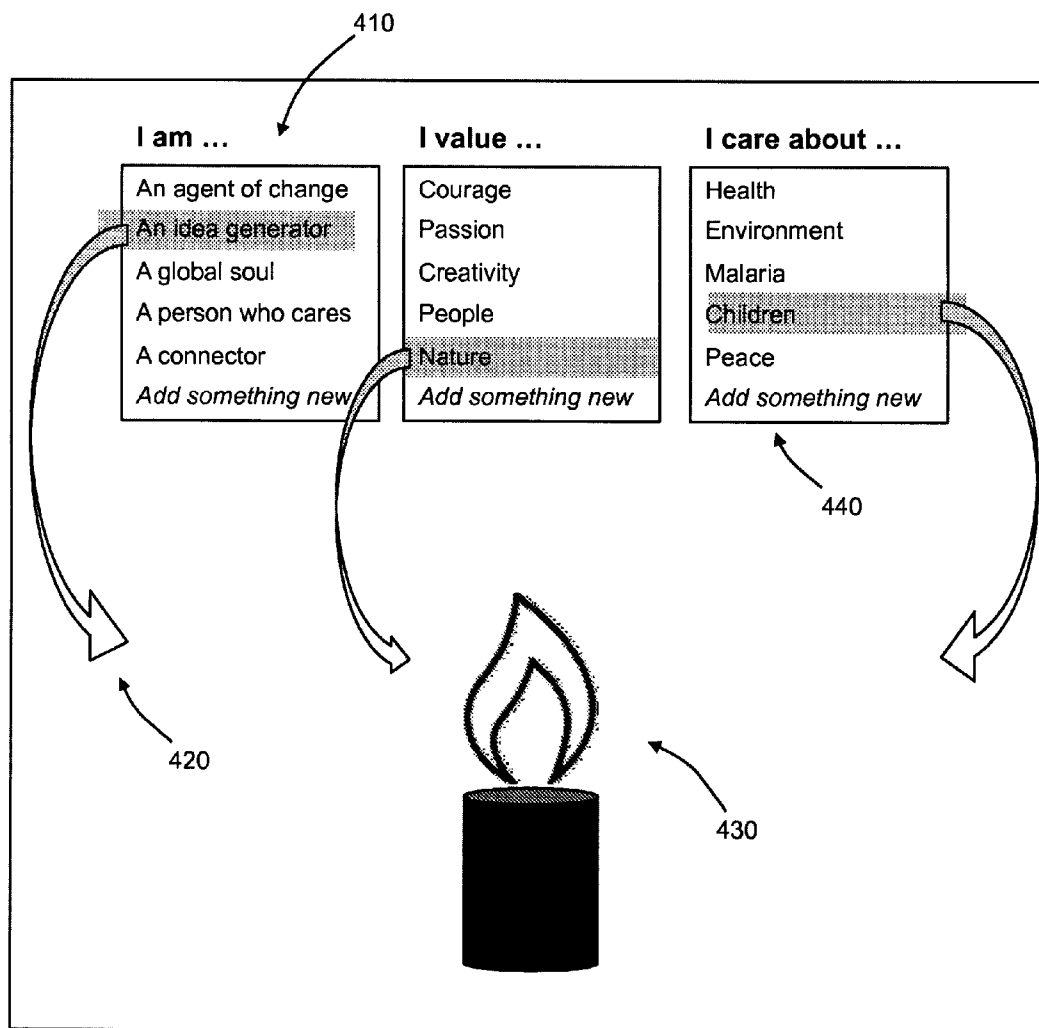 410
I am ...
An agent of change
An idea generator
A global soul
A person who cares
A connector
Add something new
I value ...
Courage
Passion
Creativity
People
Nature
Add something new
I care about ...
Health
Environment
Malaria
Children
Peace
Add something new
440
420
430